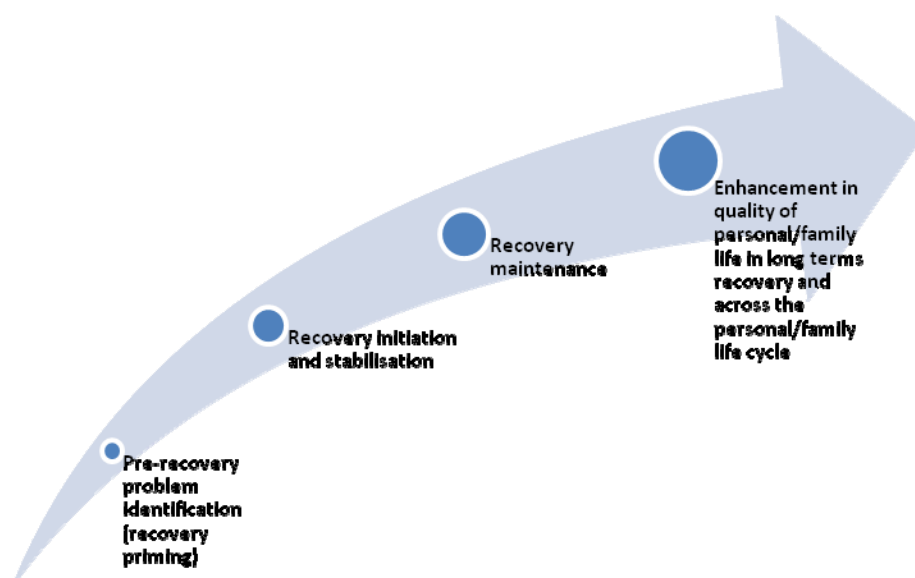 Pre-recovery
problem
identification
(recovery
priming)
Recovery initiation
and stabilisation
Recovery
maintenance
Enhancement in
quality of
personal/family
life in long terms
recovery and
across the
personal/family
life cycle